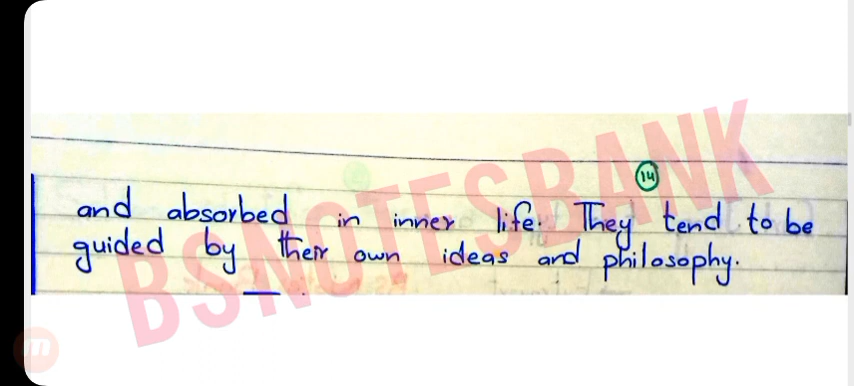 14
and absorbed in inner life. They tend to be
guided by their own ideas and philosophy.
BSNOTESBANK
m